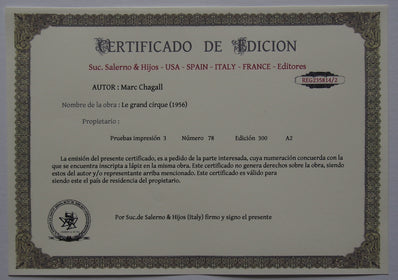 CERTIFICADO DE EDICION
Suc. Salerno & Hijos - USA - SPAIN - ITALY - FRANCE - Editores
REG235814/2
AUTOR : Marc Chagall
Nombre de la obra : Le grand cirque (1956)
Propietario :
Pruebas impresión 3 Número 78 Edición 300 A2
La emisión del presente certificado, es a pedido de la parte interesada, cuya numeración concuerda con la
que se encuentra inscripta a lápiz en la misma obra. Este certificado no genera derechos sobre la obra, siendo
estos del autor y/o representante arriba mencionado. Este certificado es válido para
siendo este el país de residencia del propietario.
Por Suc.de Salerno & Hijos (Italy) firmo y signo el presente